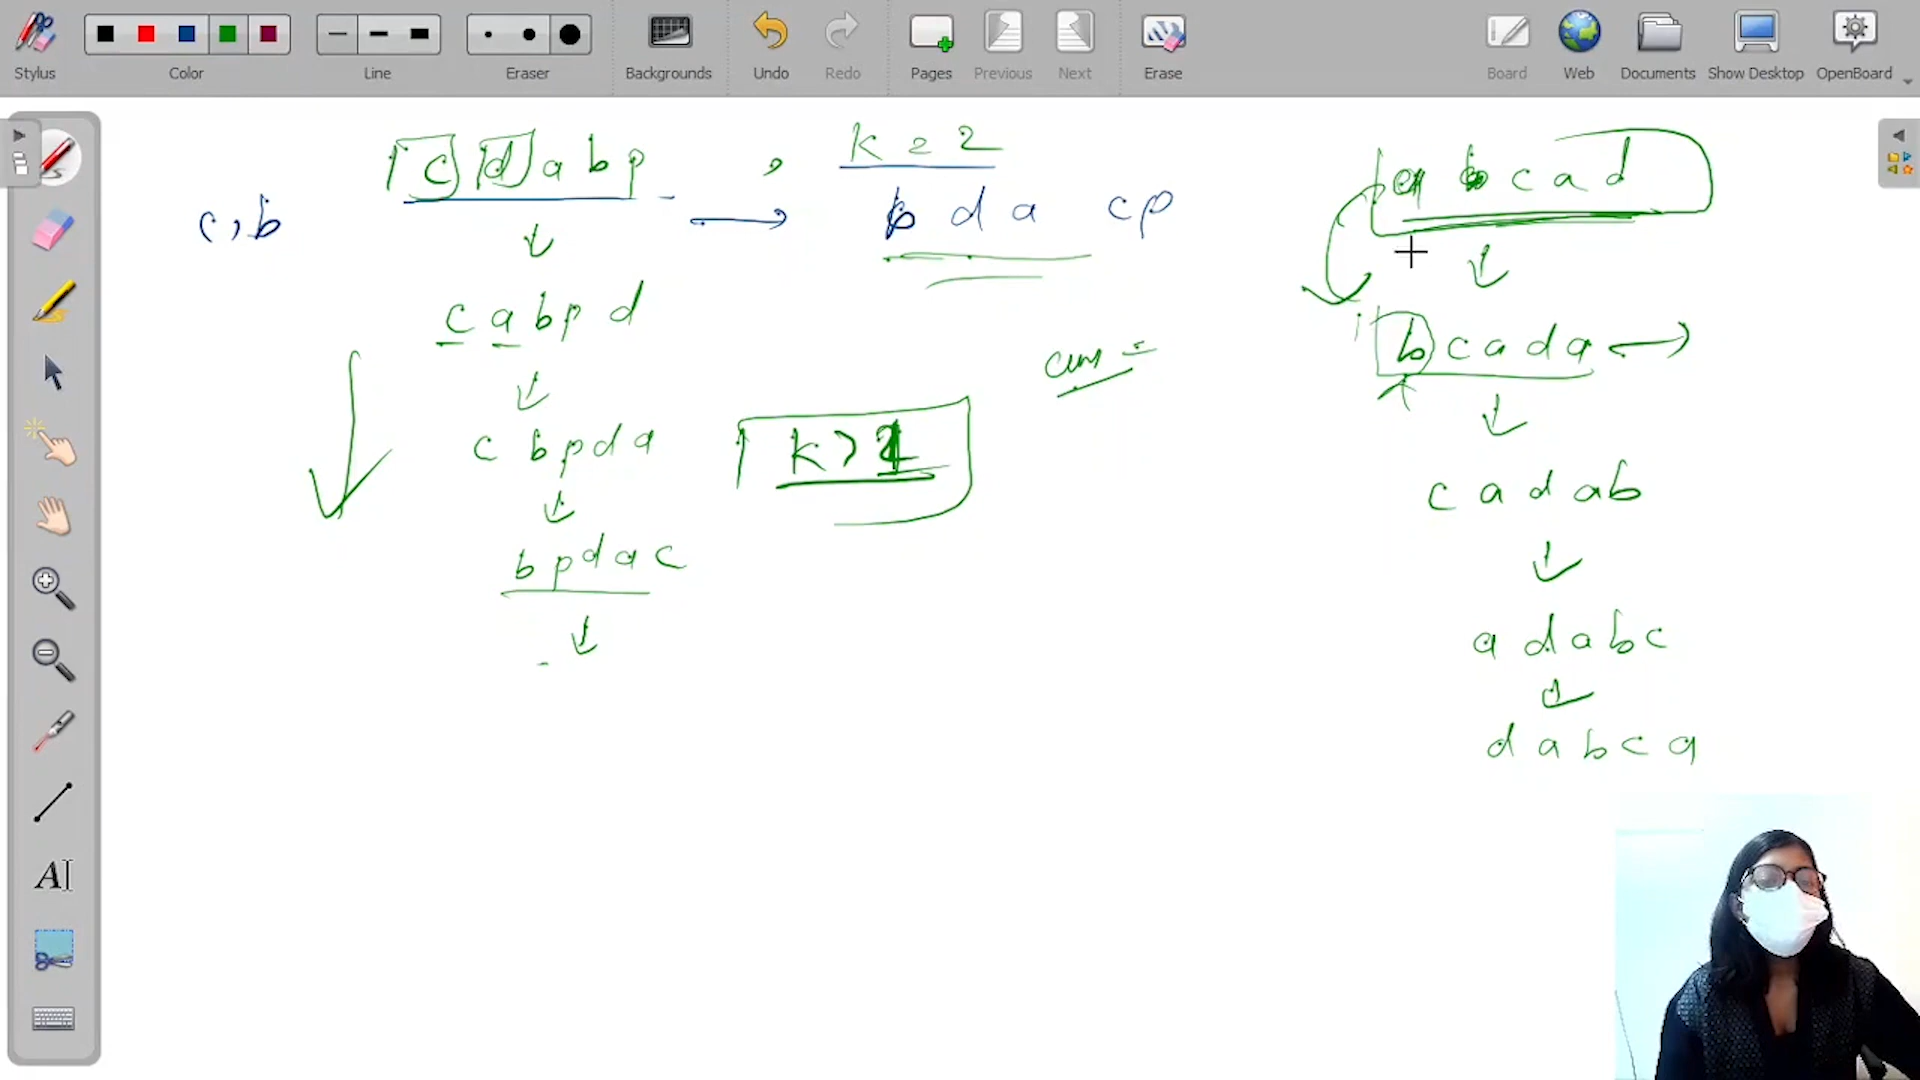 Stylus
Color
Line
Eraser
Backgrounds
Undo
Redo
Pages
Previous
Next
Erase
Board
Web
Documents
Show Desktop
OpenBoard
c d a b p , k = 2
c, b
b d a c p
c a b p d
c b p d a
b p d a c
k > 1
a b c a d
b c a d a
c a d a b
a d a b c
d a b c a
AI